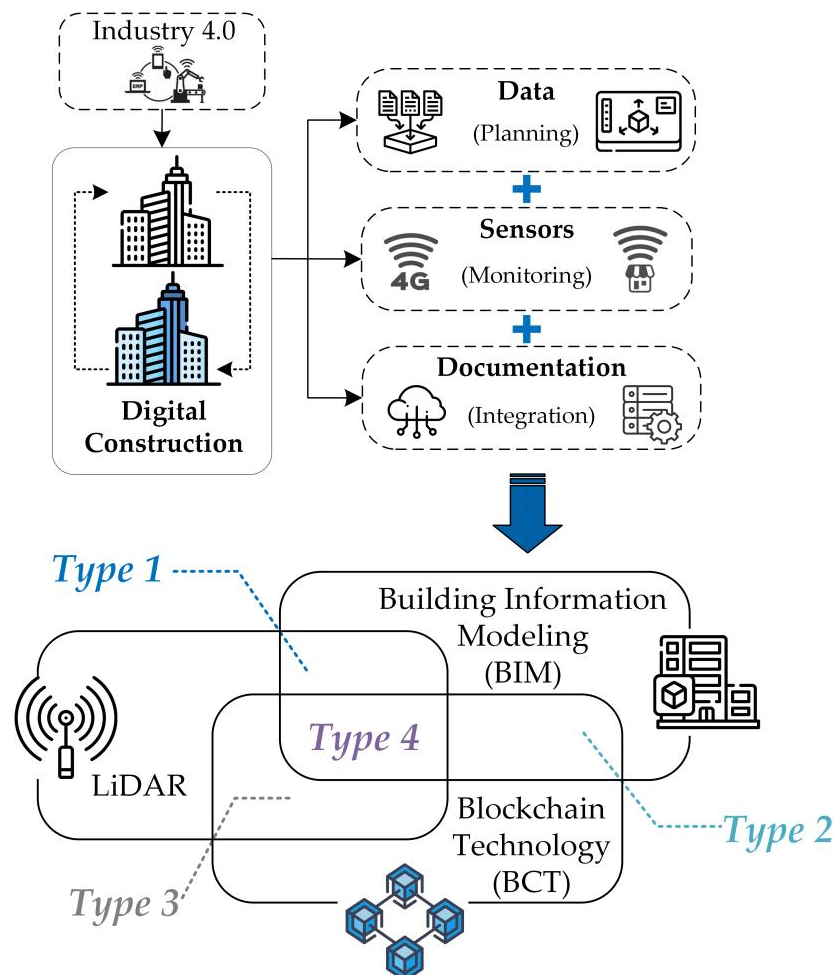 Industry 4.0
ERP
Digital
Construction
Data
(Planning)
Sensors
4G
(Monitoring)
Documentation
(Integration)
Type 1
Building Information
Modeling
(BIM)
Type 4
LiDAR
Blockchain
Technology
(BCT)
Type 2
Type 3